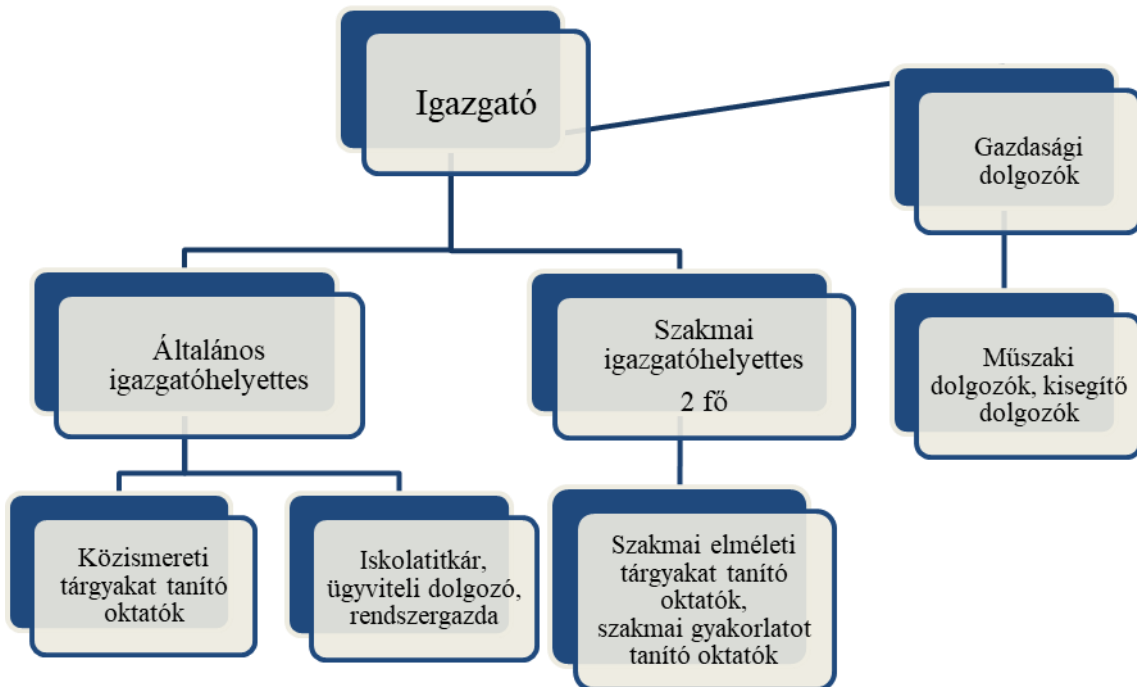 Igazgató
Gazdasági
dolgozók
Általános
igazgatóhelyettes
Szakmai
igazgatóhelyettes
2 fő
Műszaki
dolgozók, kisegítő
dolgozók
Közismereti
tárgyakat tanító
oktatók
Iskolatitkár,
ügyviteli dolgozó,
rendszergazda
Szakmai elméleti
tárgyakat tanító
oktatók,
szakmai gyakorlatot
tanító oktatók